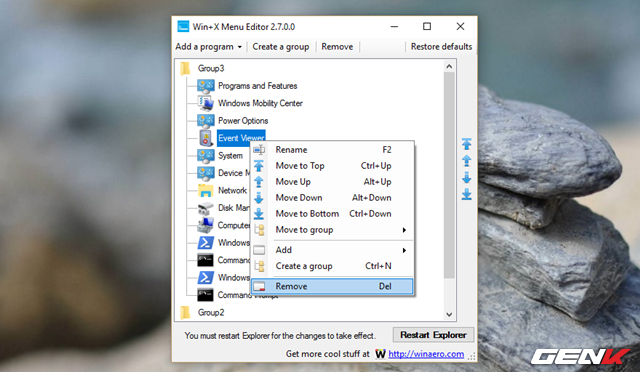 Win+X Menu Editor 2.7.0.0
Add a program
Create a group
Remove
Restore defaults
Group3
Programs and Features
Windows Mobility Center
Power Options
Event Viewer
System
Device M
Network
Disk Man
Computer
Windows
Command
Windows
Command Prompt
Group2
Rename F2
Move to Top Ctrl+Up
Move Up Alt+Up
Move Down Alt+Down
Move to Bottom Ctrl+Down
Move to group
Add
Create a group Ctrl+N
Remove Del
You must restart Explorer for the changes to take effect.
Restart Explorer
Get more cool stuff at W http://winaero.com
GENK